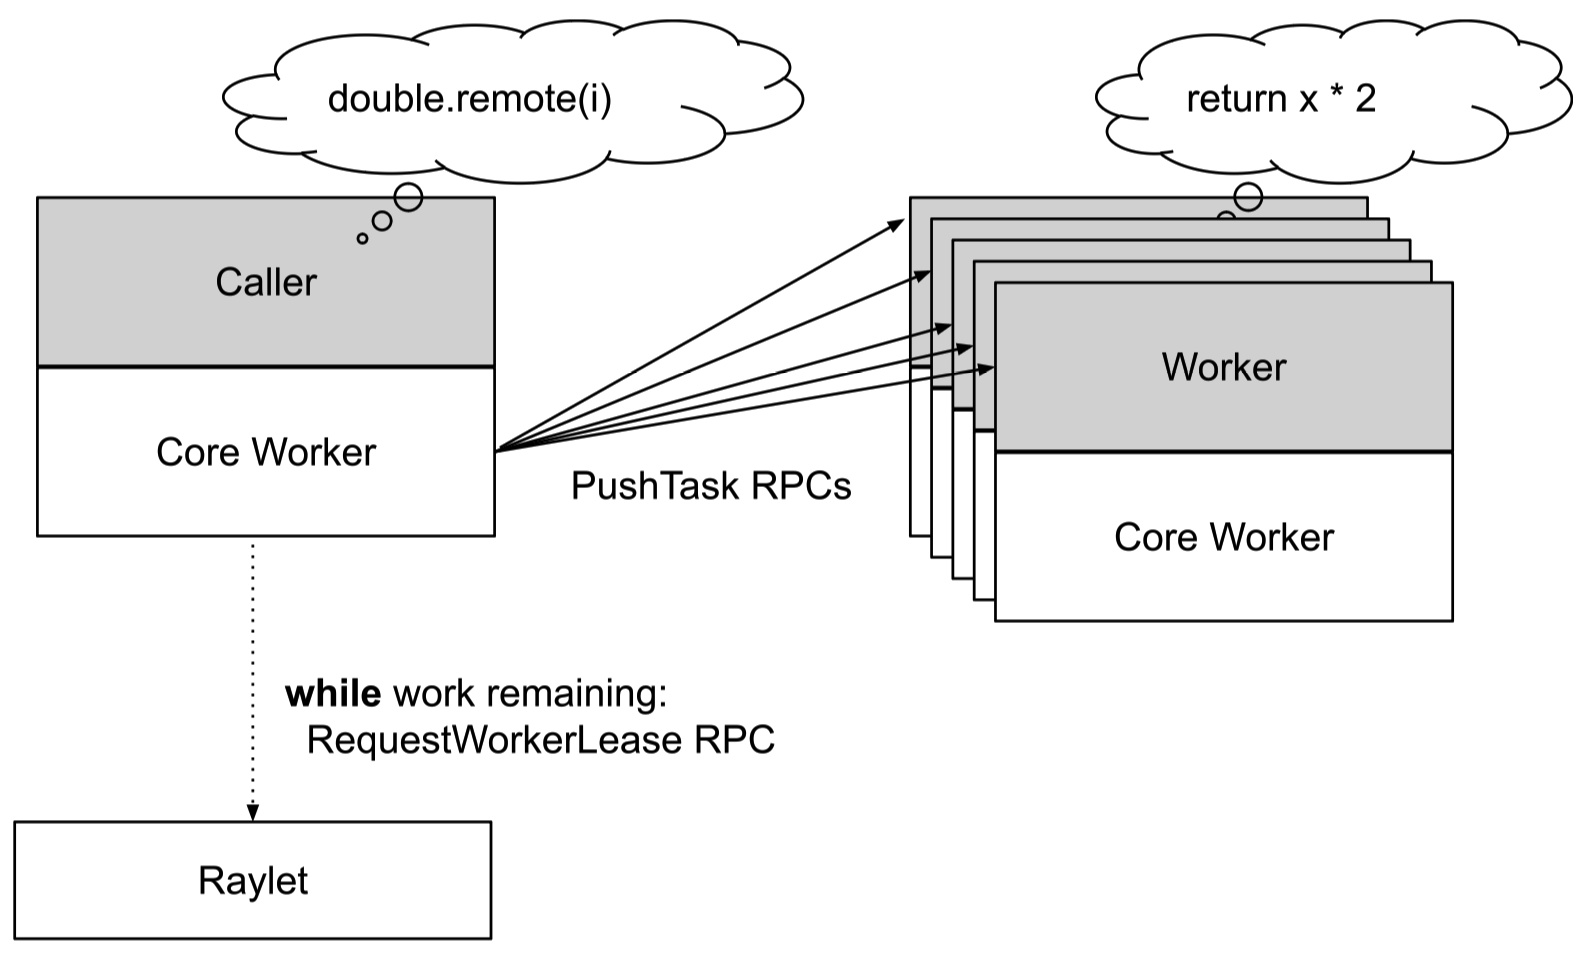 double.remote(i)
return x * 2
Caller
Worker
Core Worker
PushTask RPCs
Core Worker
while work remaining:
RequestWorkerLease RPC
Raylet